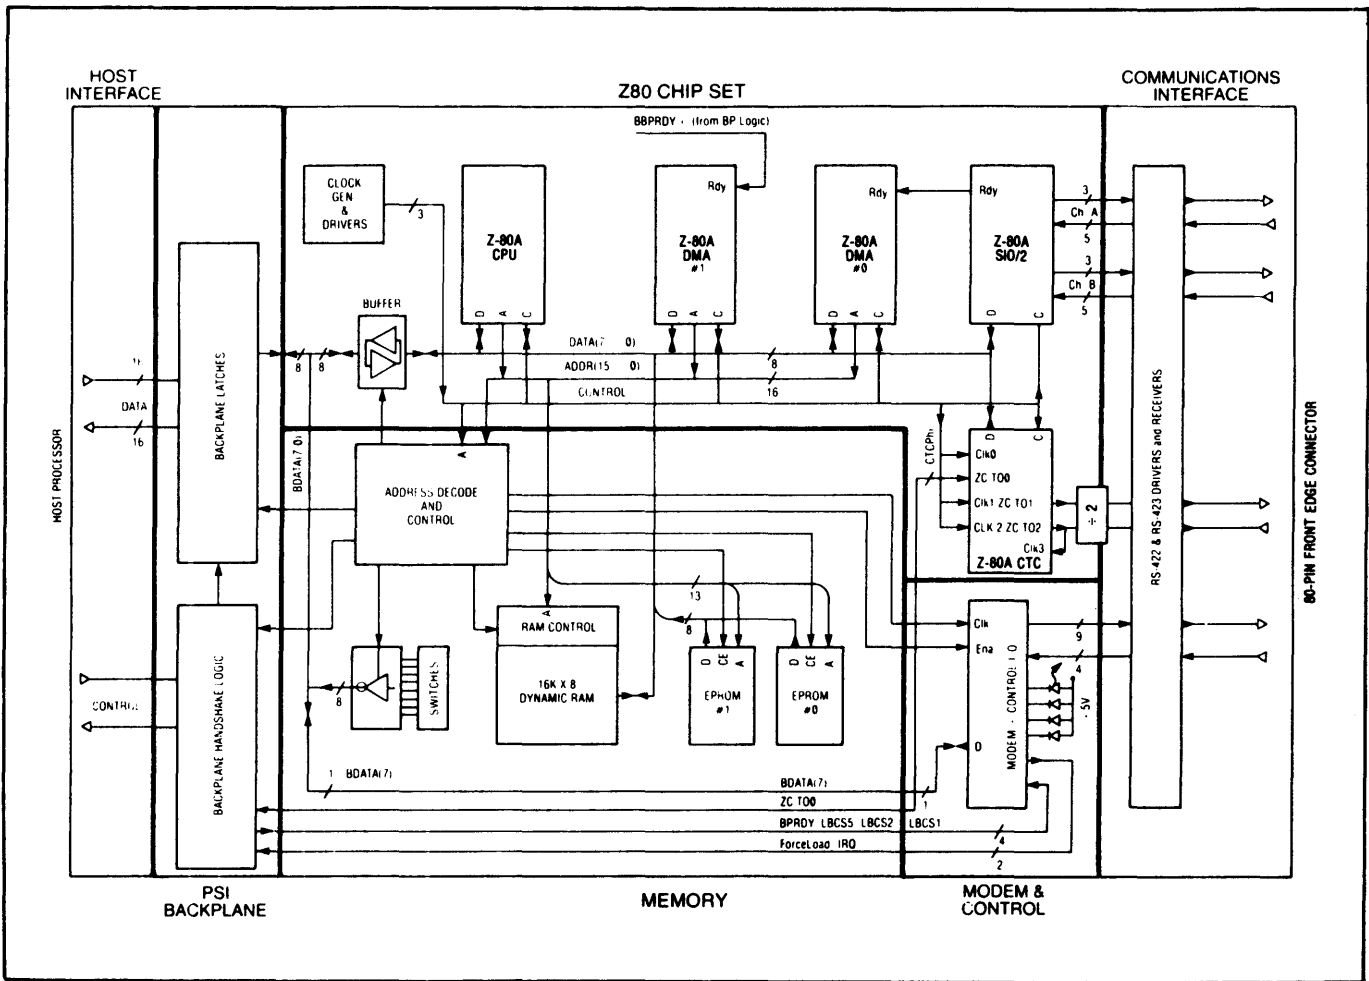 HOST
INTERFACE
Z80 CHIP SET
COMMUNICATIONS
INTERFACE
BBPRDY (from BP Logic)
CLOCK
GEN
&
DRIVERS
3
Z-80A
CPU
D A C
Rdy
Z-80A
DMA
#1
D A C
Rdy
Z-80A
DMA
#0
D A C
Rdy
Z-80A
SIO/2
D C
3
Ch A
5
3
Ch B
5
BUFFER
8 8
DATA(7 0)
8
ADDR(15 0)
16
CONTROL
HOST PROCESSOR
16
DATA
16
CONTROL
BACKPLANE LATCHES
BACKPLANE HANDSHAKE LOGIC
BDATA(7 0)
A
ADDRESS DECODE
AND
CONTROL
D C
Clk0
ZC TO0
Clk1 ZC TO1
CLK 2 ZC TO2
Clk3
Z-80A CTC
÷ 2
RS-422 & RS-423 DRIVERS and RECEIVERS
80-PIN FRONT EDGE CONNECTOR
13
8
A
RAM CONTROL
16K X 8
DYNAMIC RAM
D CE A
EPROM
#1
D CE A
EPROM
#0
8
SWITCHES
Clk
Ena
D
9
4
5V
1 BDATA(7)
BDATA(7)
1
ZC TO0
BPRDY LBCS5 LBCS2 LBCS1
4
ForceLoad IRQ
2
PSI
BACKPLANE
MEMORY
MODEM &
CONTROL